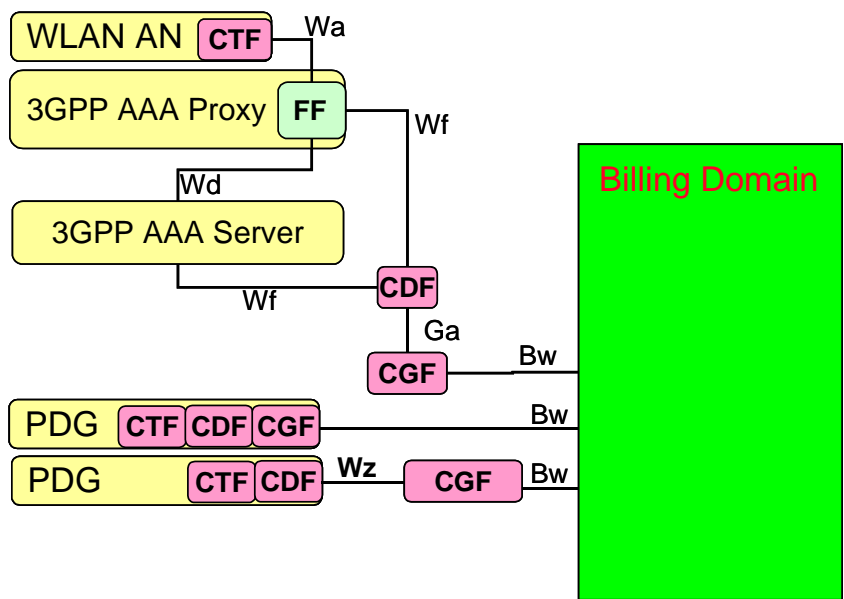 WLAN AN CTF Wa
3GPP AAA Proxy FF Wf
Wd
Billing Domain
3GPP AAA Server
Wf CDF
Ga
CGF Bw
PDG CTF CDF CGF Bw
PDG CTF CDF Wz CGF Bw